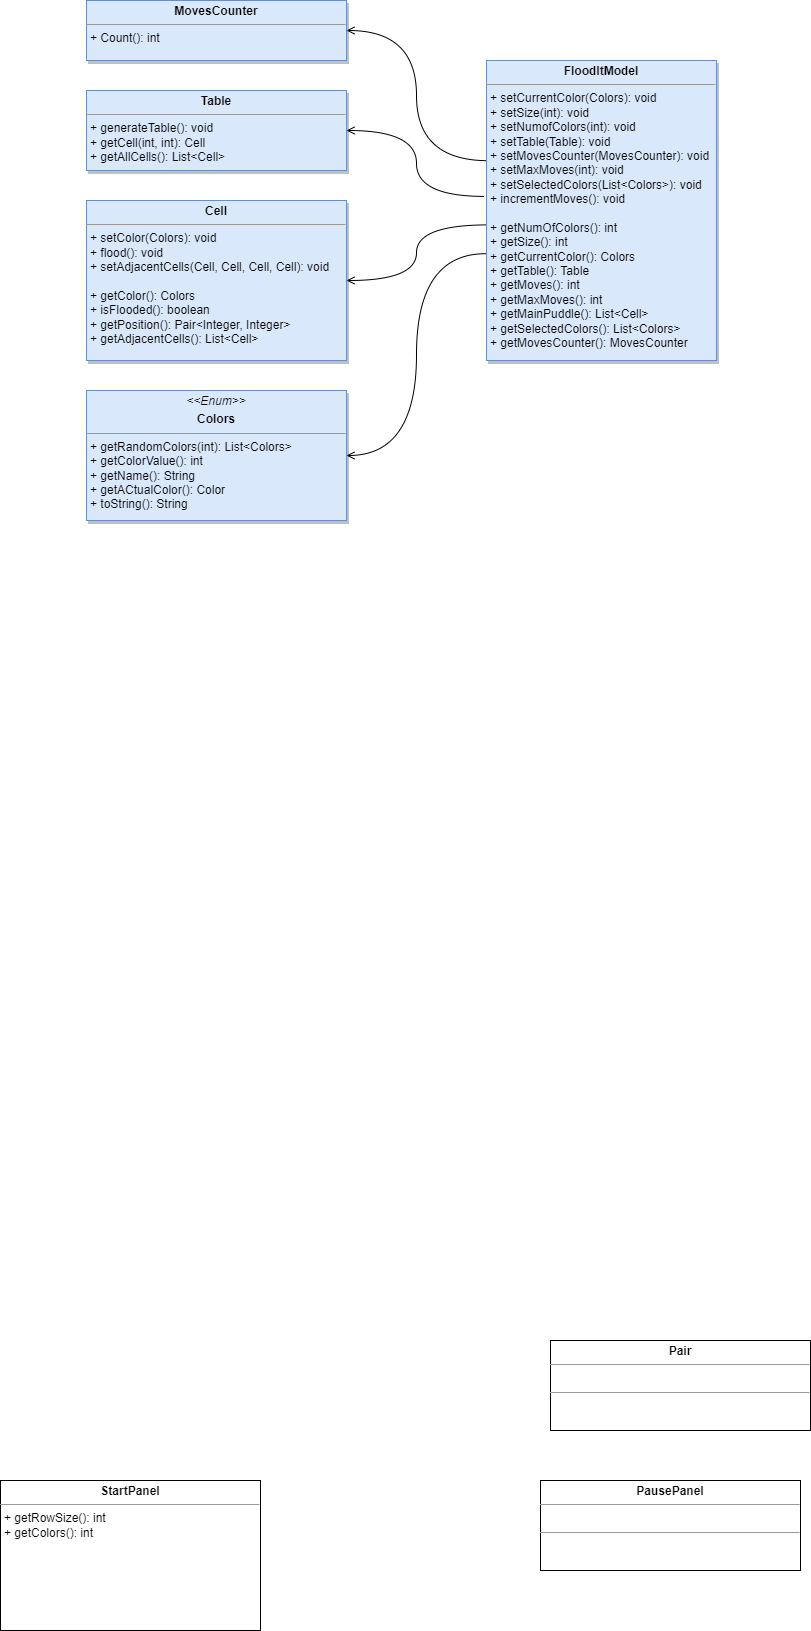 MovesCounter
+ Count(): int
Table
+ generateTable(): void
+ getCell(int, int): Cell
+ getAllCells(): List<Cell>
Cell
+ setColor(Colors): void
+ flood(): void
+ setAdjacentCells(Cell, Cell, Cell, Cell): void
+ getColor(): Colors
+ isFlooded(): boolean
+ getPosition(): Pair<Integer, Integer>
+ getAdjacentCells(): List<Cell>
<<Enum>>
Colors
+ getRandomColors(int): List<Colors>
+ getColorValue(): int
+ getName(): String
+ getACtualColor(): Color
+ toString(): String
FloodItModel
+ setCurrentColor(Colors): void
+ setSize(int): void
+ setNumofColors(int): void
+ setTable(Table): void
+ setMovesCounter(MovesCounter): void
+ setMaxMoves(int): void
+ setSelectedColors(List<Colors>): void
+ incrementMoves(): void
+ getNumOfColors(): int
+ getSize(): int
+ getCurrentColor(): Colors
+ getTable(): Table
+ getMoves(): int
+ getMaxMoves(): int
+ getMainPuddle(): List<Cell>
+ getSelectedColors(): List<Colors>
+ getMovesCounter(): MovesCounter
Pair
StartPanel
+ getRowSize(): int
+ getColors(): int
PausePanel